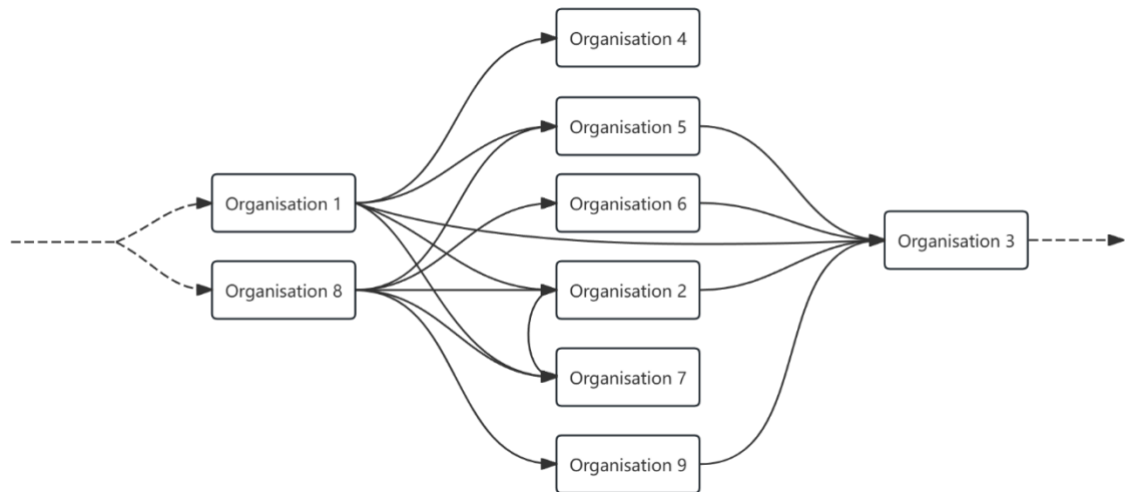 Organisation 4
Organisation 5
Organisation 1
Organisation 6
Organisation 3
Organisation 8
Organisation 2
Organisation 7
Organisation 9